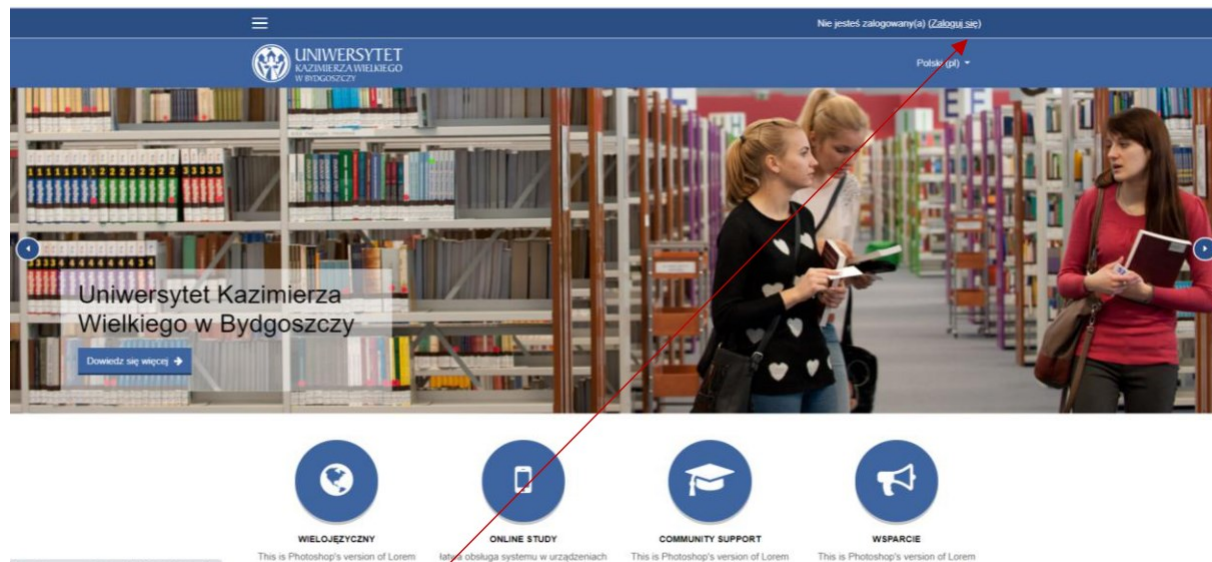 Nie jesteś zalogowany(a) (Zaloguj się)
UNIWERSYTET
KAZIMIERZA WIELKIEGO
W BYDGOSZCZY
Polski (pl)
Uniwersytet Kazimierza
Wielkiego w Bydgoszczy
Dowiedz się więcej
WIELOJĘZYCZNY
ONLINE STUDY
COMMUNITY SUPPORT
WSPARCIE
This is Photoshop's version of Lorem
łatwa obsługa systemu w urządzeniach
This is Photoshop's version of Lorem
This is Photoshop's version of Lorem